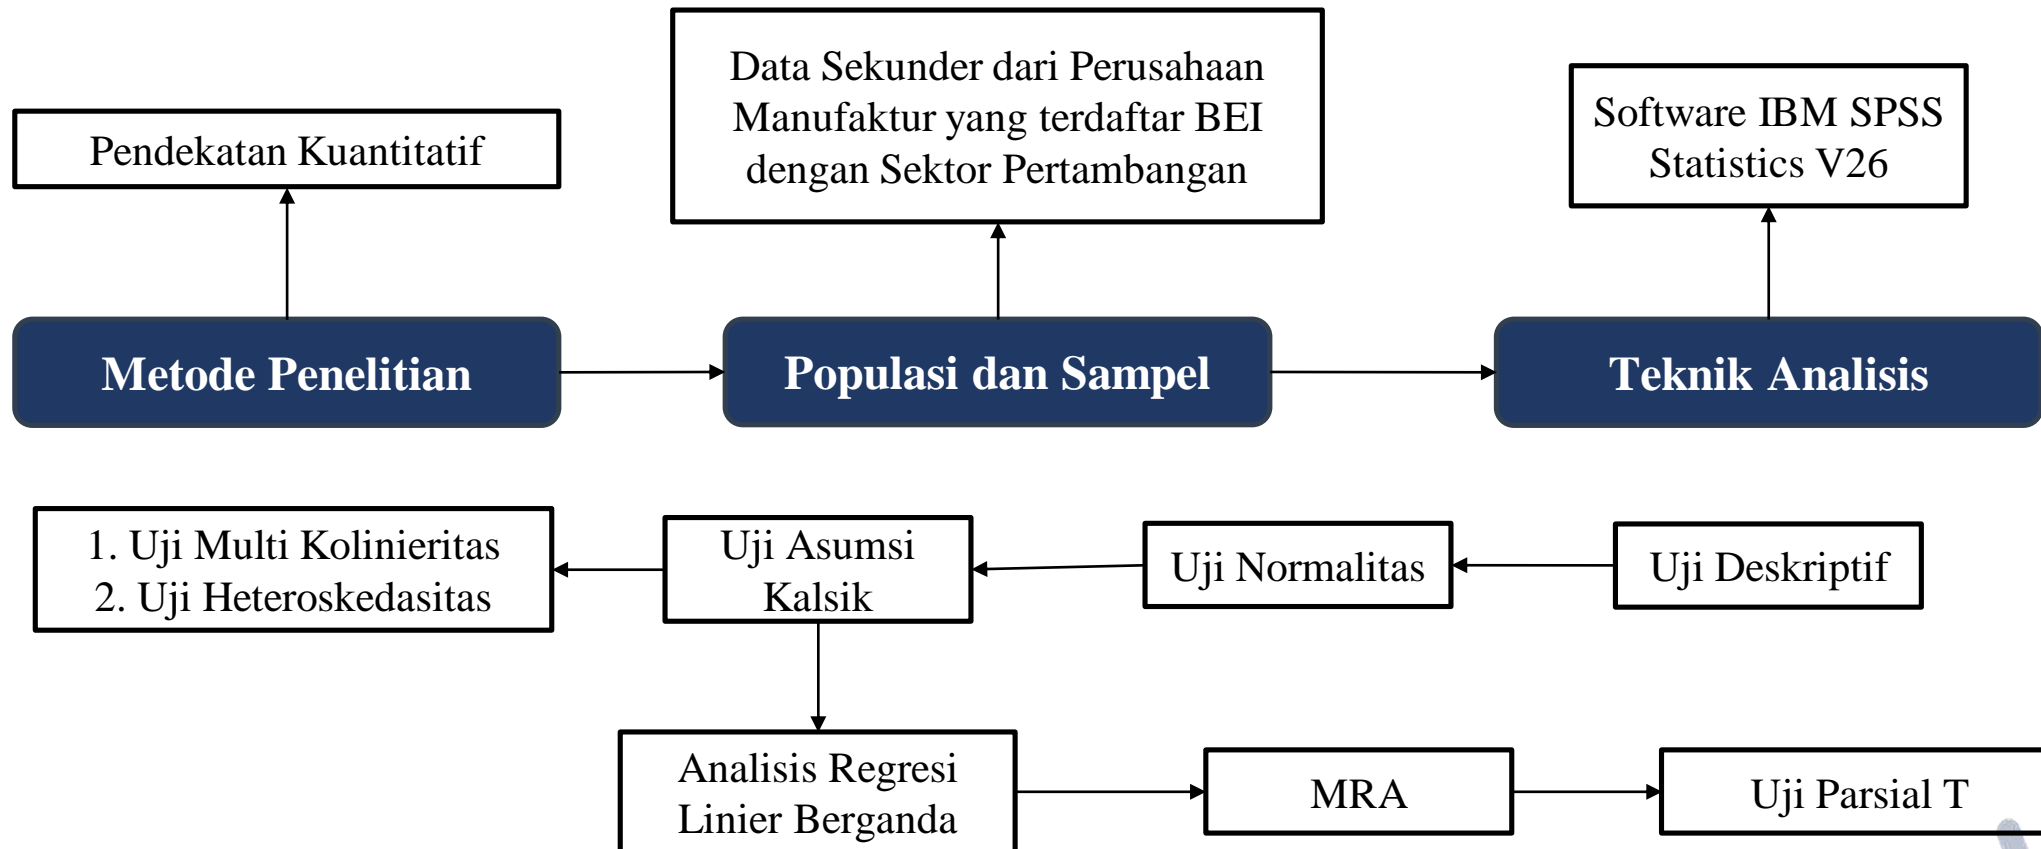 Pendekatan Kuantitatif
Data Sekunder dari Perusahaan
Manufaktur yang terdaftar BEI
dengan Sektor Pertambangan
Software IBM SPSS
Statistics V26
Metode Penelitian
Populasi dan Sampel
Teknik Analisis
1. Uji Multi Kolinieritas
2. Uji Heteroskedasitas
Uji Asumsi
Kalsik
Uji Normalitas
Uji Deskriptif
Analisis Regresi
Linier Berganda
MRA
Uji Parsial T